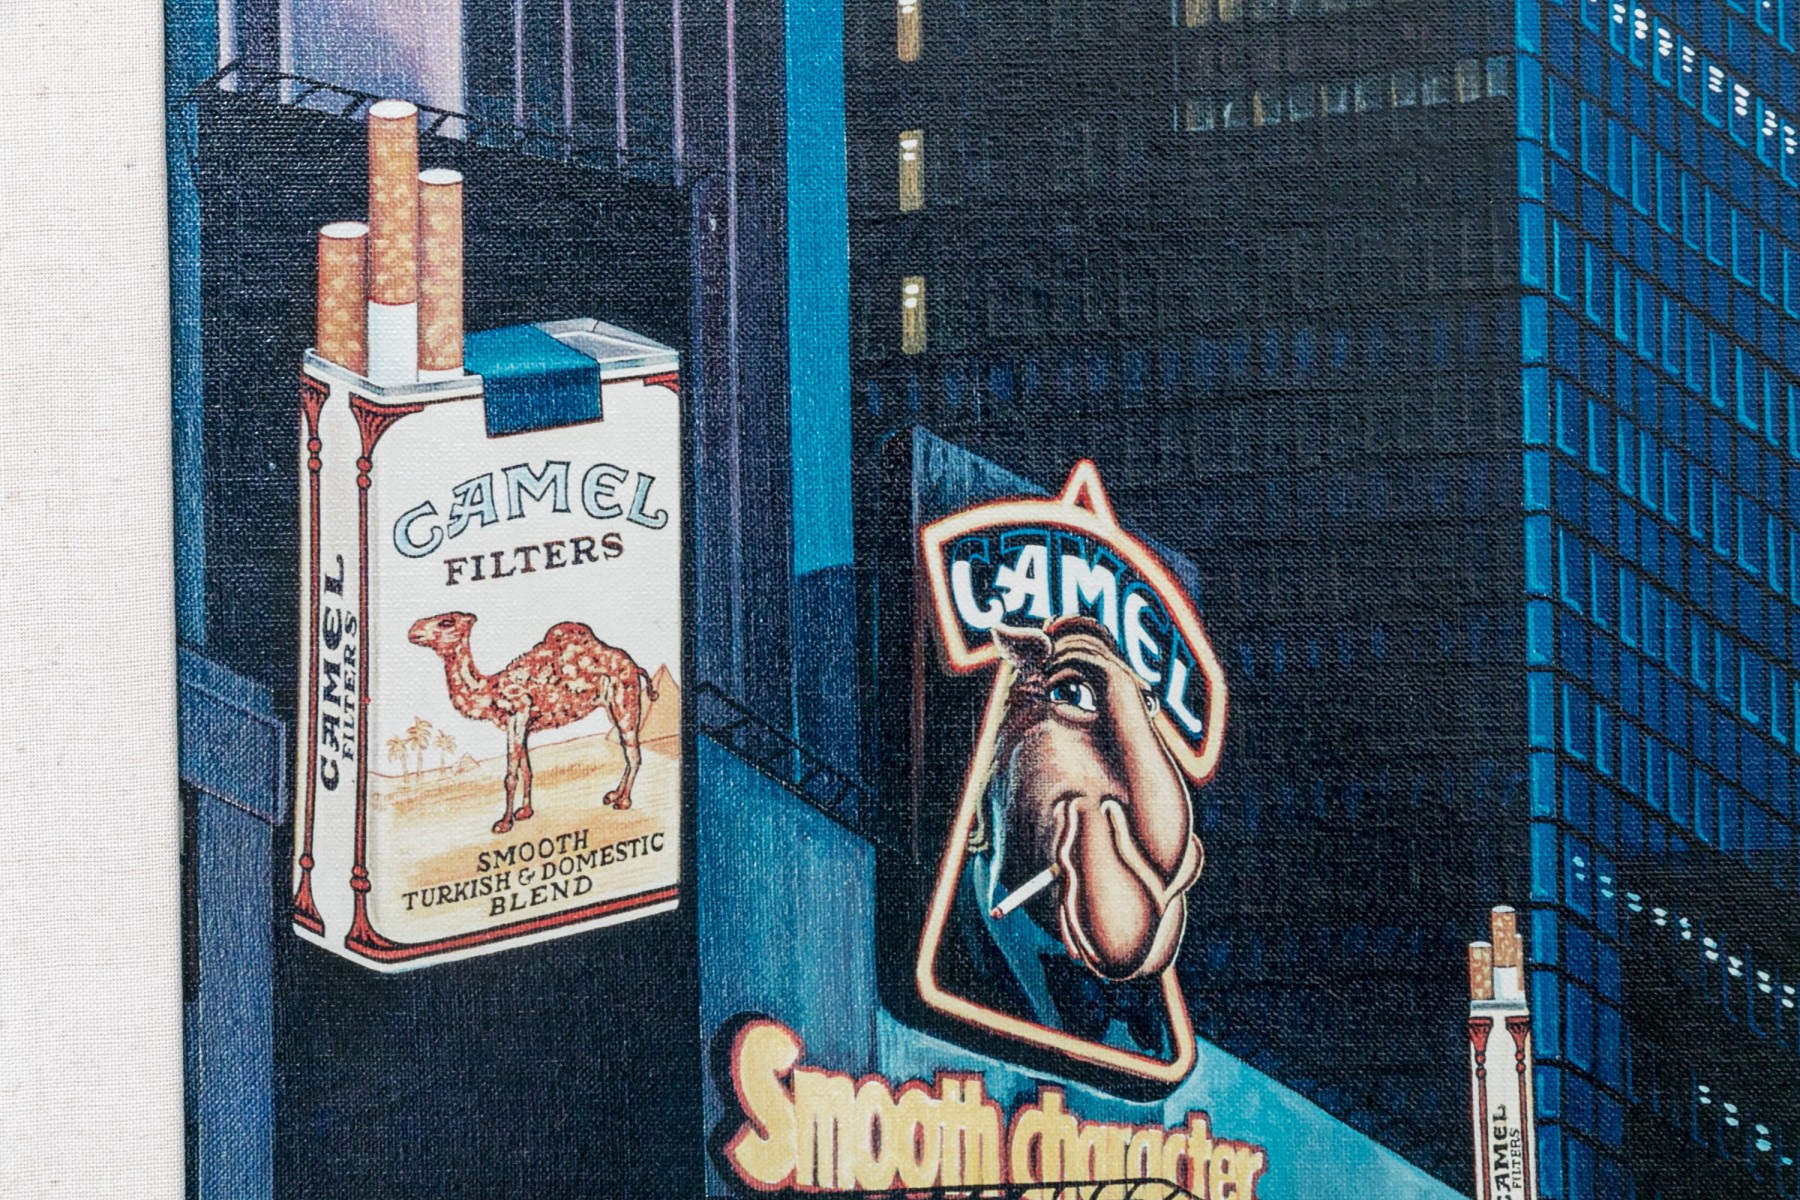 CAMEL
FILTERS
CAMEL
FILTERS
SMOOTH
TURKISH & DOMESTIC
BLEND
CAMEL
Smooth character
CAMEL
FILTERS